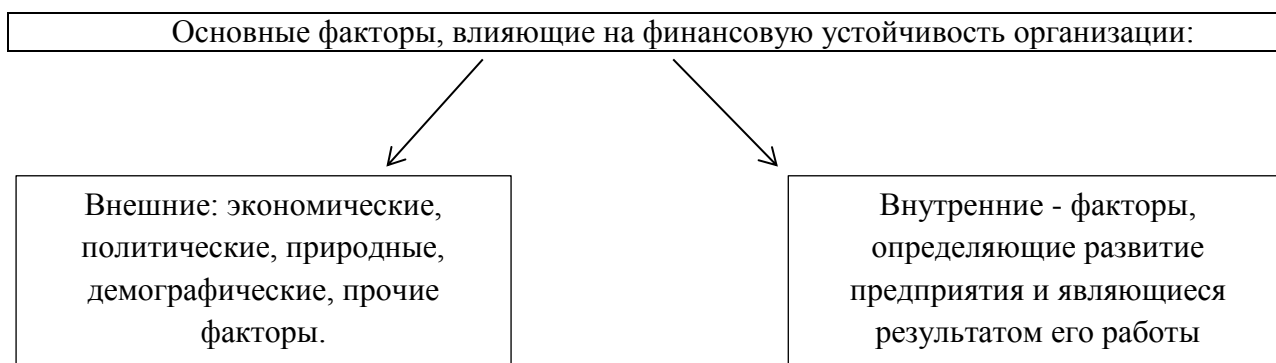 Основные факторы, влияющие на финансовую устойчивость организации:
Внешние: экономические,
политические, природные,
демографические, прочие
факторы.
Внутренние - факторы,
определяющие развитие
предприятия и являющиеся
результатом его работы